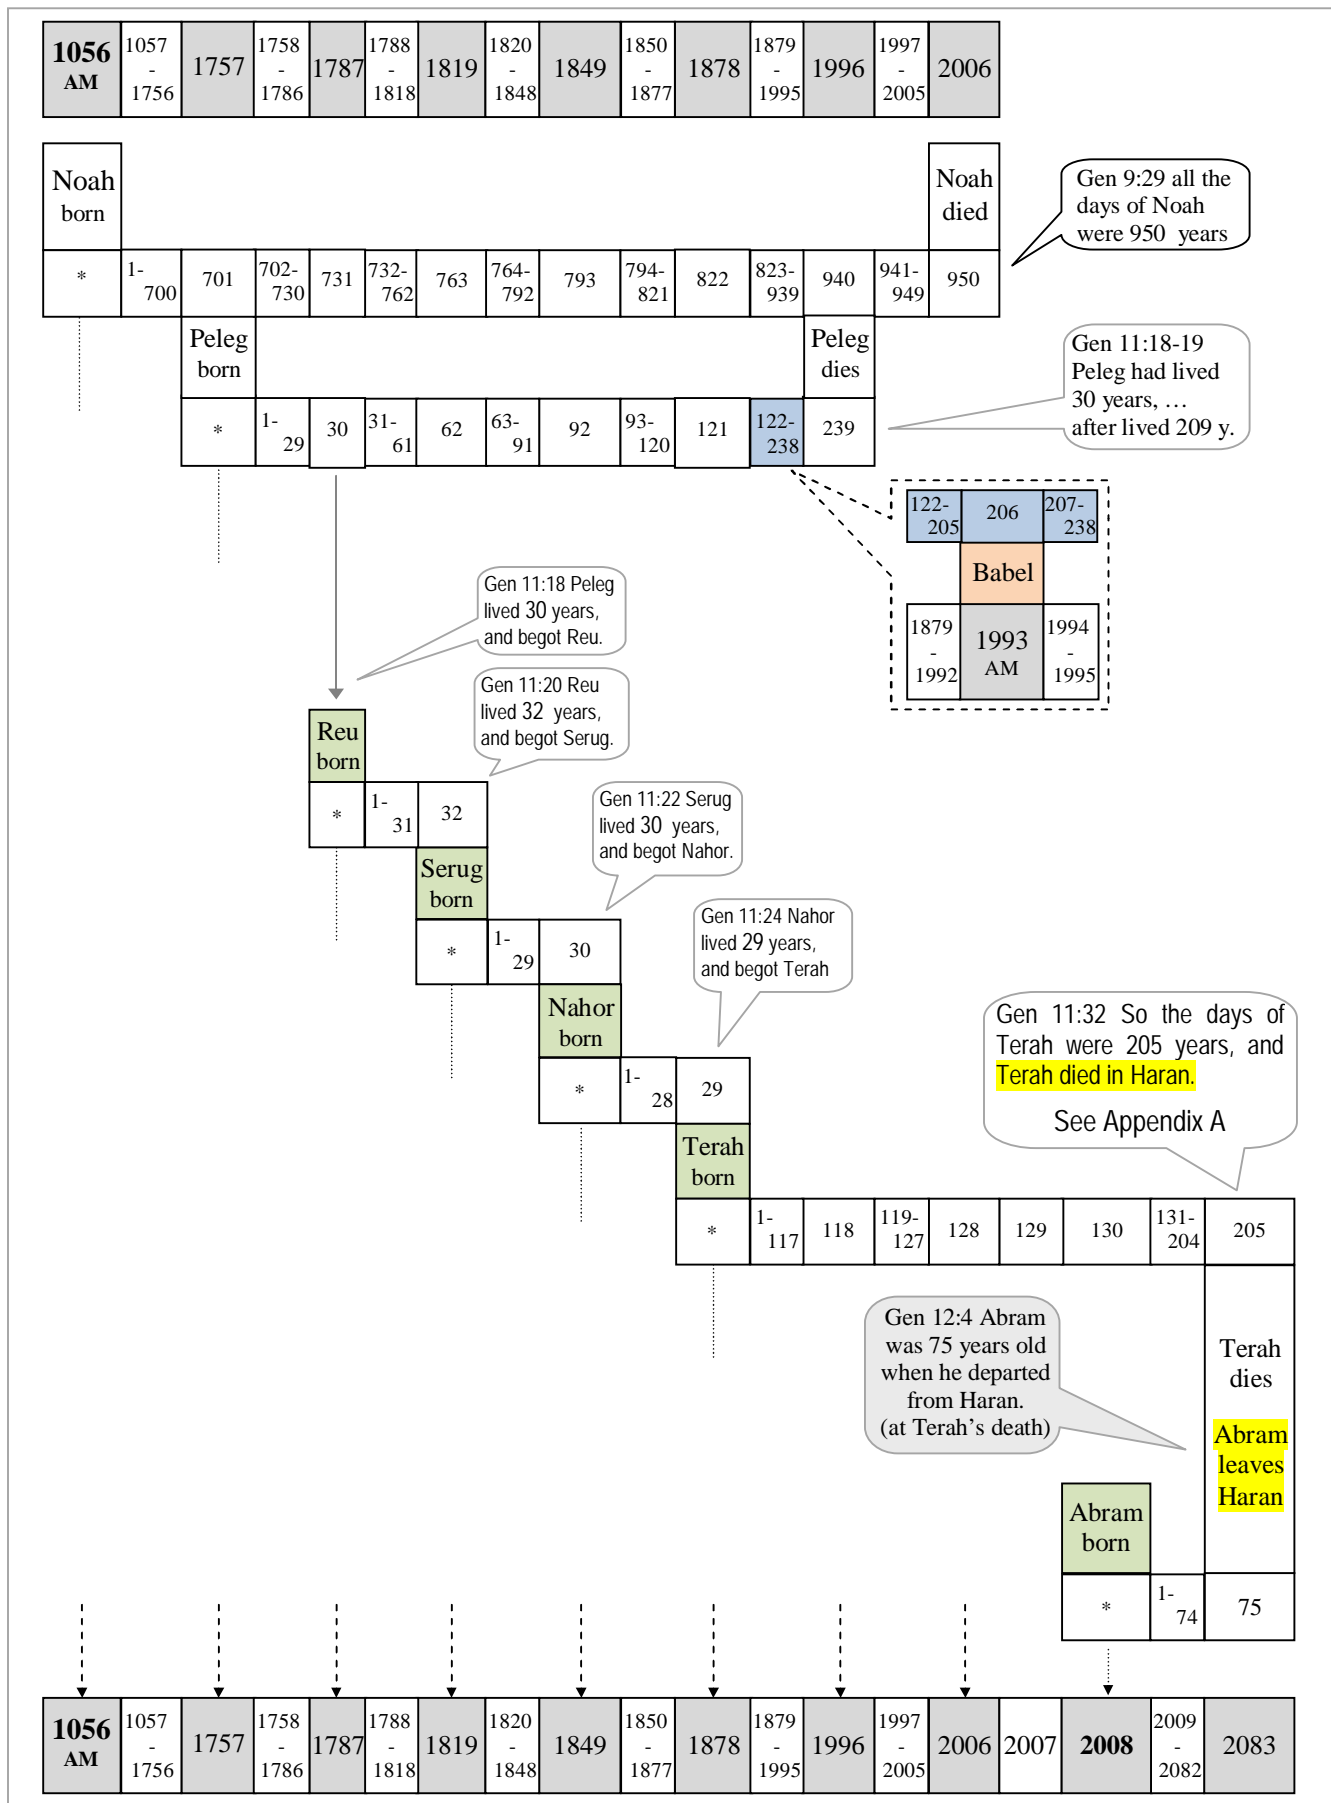 1056 AM 1057 - 1756 1757 1758 - 1786 1787 1788 - 1818 1819 1820 - 1848 1849 1850 - 1877 1878 1879 - 1995 1996 1997 - 2005 2006
Noah
born
Noah
died
Gen 9:29 all the
days of Noah
were 950 years
* 1-700 701 702-730 731 732-762 763 764-792 793 794-821 822 823-939 940 941-949 950
Peleg
born
Peleg
dies
Gen 11:18-19
Peleg had lived
30 years, …
after lived 209 y.
* 1-29 30 31-61 62 63-91 92 93-120 121 122-238 239
122-205 206 207-238
Babel
1879 - 1992 1993 AM 1994 - 1995
Gen 11:18 Peleg
lived 30 years,
and begot Reu.
Gen 11:20 Reu
lived 32 years,
and begot Serug.
Reu
born
* 1-31 32
Gen 11:22 Serug
lived 30 years,
and begot Nahor.
Serug
born
* 1-29 30
Gen 11:24 Nahor
lived 29 years,
and begot Terah
Nahor
born
* 1-28 29
Gen 11:32 So the days of
Terah were 205 years, and
Terah died in Haran.
See Appendix A
Terah
born
* 1-117 118 119-127 128 129 130 131-204 205
Gen 12:4 Abram
was 75 years old
when he departed
from Haran.
(at Terah's death)
Terah
dies
Abram
leaves
Haran
Abram
born
* 1-74 75
1056 AM 1057 - 1756 1757 1758 - 1786 1787 1788 - 1818 1819 1820 - 1848 1849 1850 - 1877 1878 1879 - 1995 1996 1997 - 2005 2006 2007 2008 2009 - 2082 2083